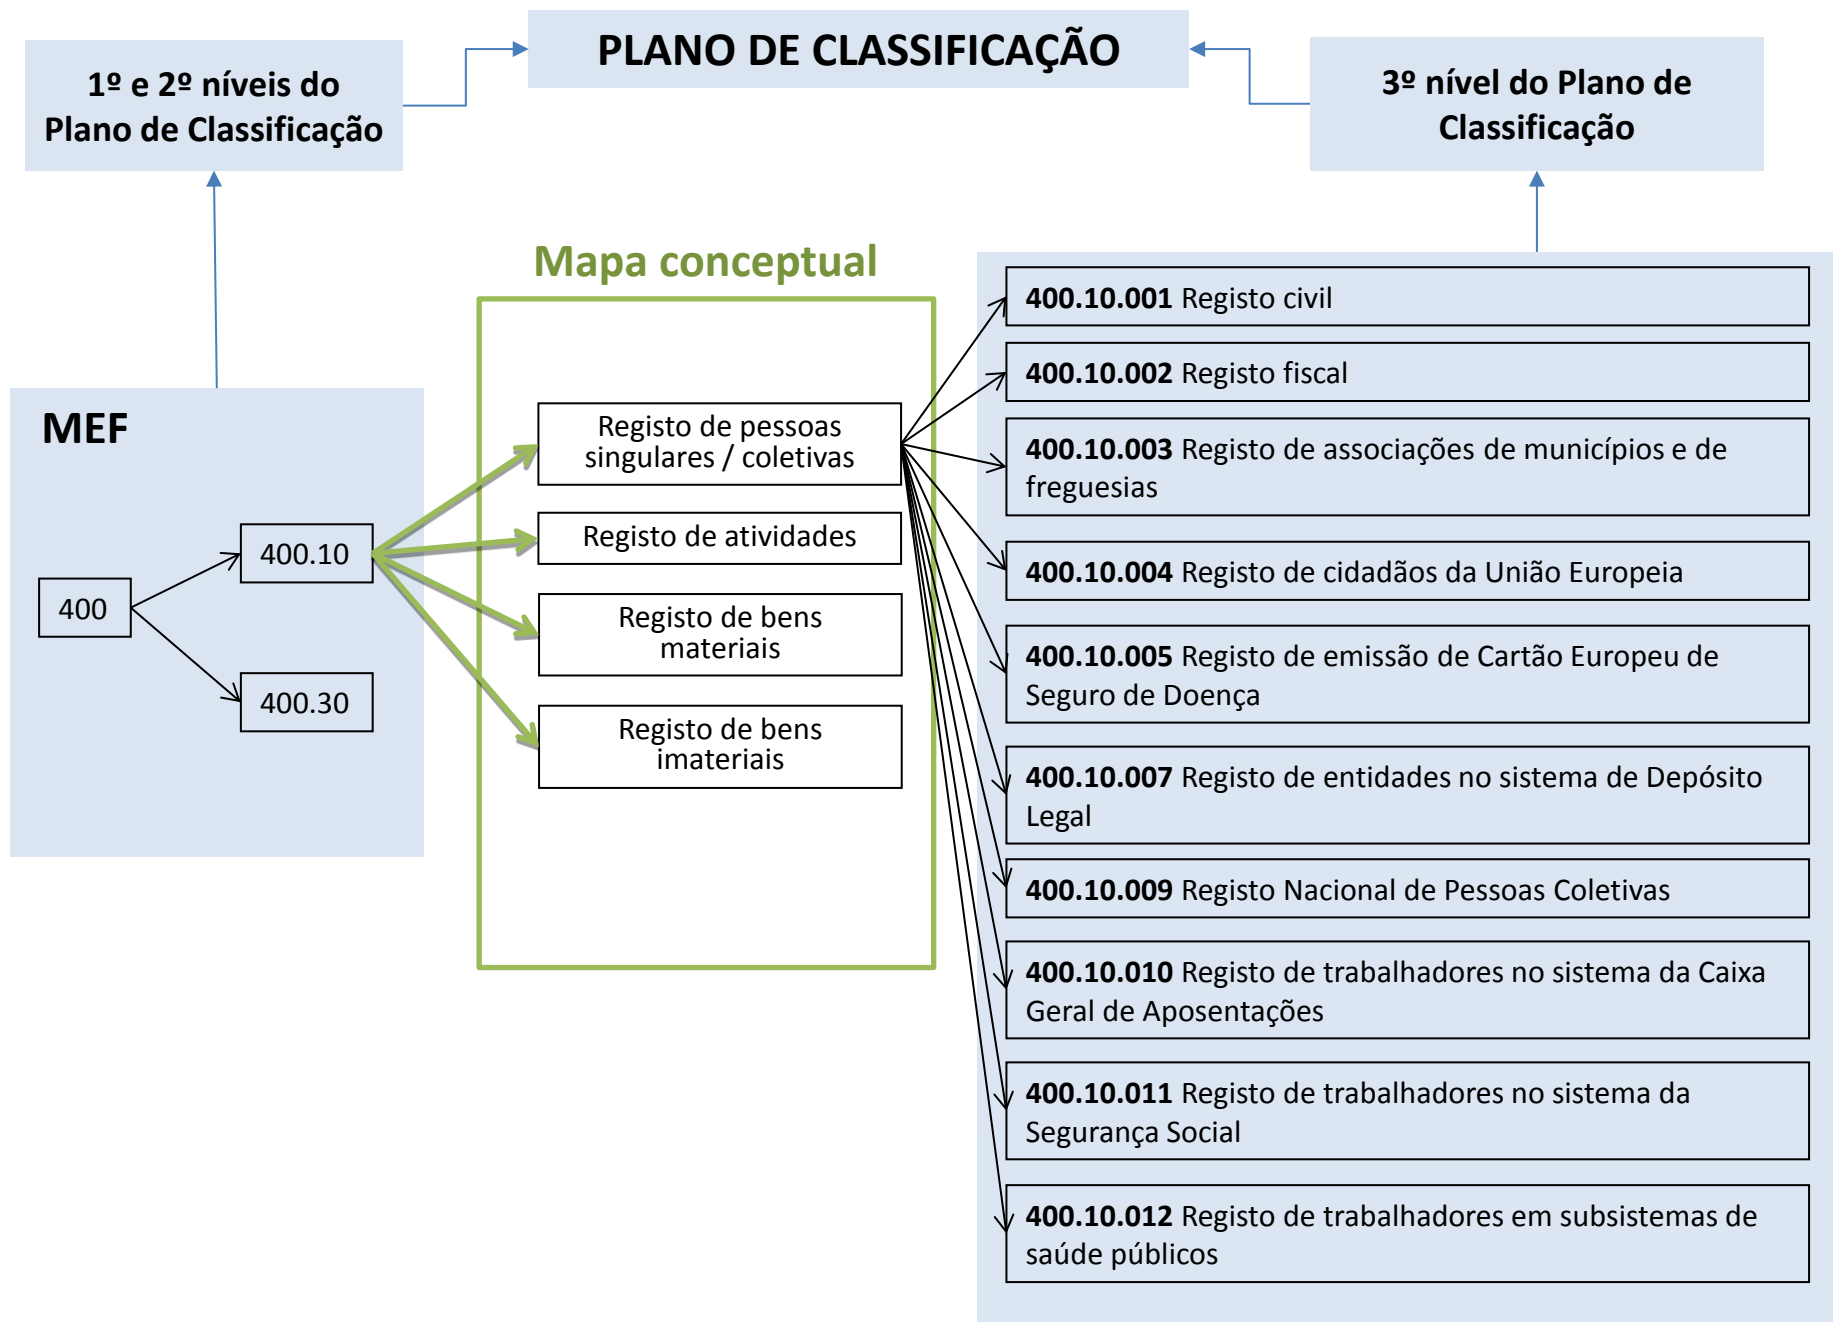 PLANO DE CLASSIFICAÇÃO
1º e 2º níveis do
Plano de Classificação
3º nível do Plano de
Classificação
Mapa conceptual
MEF
400
400.10
400.30
Registo de pessoas
singulares / coletivas
Registo de atividades
Registo de bens
materiais
Registo de bens
imateriais
400.10.001 Registo civil
400.10.002 Registo fiscal
400.10.003 Registo de associações de municípios e de
freguesias
400.10.004 Registo de cidadãos da União Europeia
400.10.005 Registo de emissão de Cartão Europeu de
Seguro de Doença
400.10.007 Registo de entidades no sistema de Depósito
Legal
400.10.009 Registo Nacional de Pessoas Coletivas
400.10.010 Registo de trabalhadores no sistema da Caixa
Geral de Aposentações
400.10.011 Registo de trabalhadores no sistema da
Segurança Social
400.10.012 Registo de trabalhadores em subsistemas de
saúde públicos